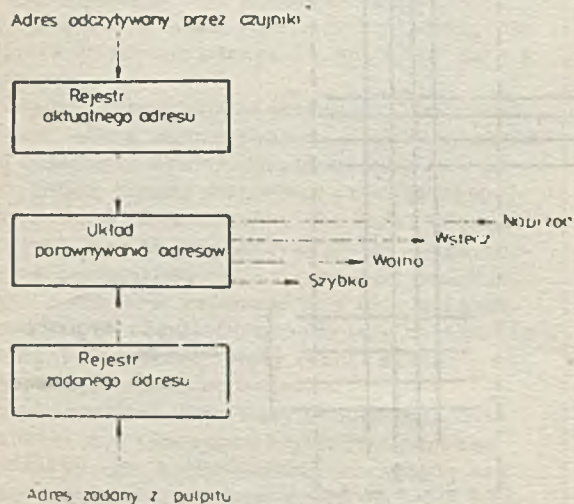 Adres odczytywany przez czujniki
Rejestr
aktualnego adresu
Układ
porównywania adresów
Naprzód
Wstecz
Wolno
Szybko
Rejestr
zadanego adresu
Adres zadany z pulpitu